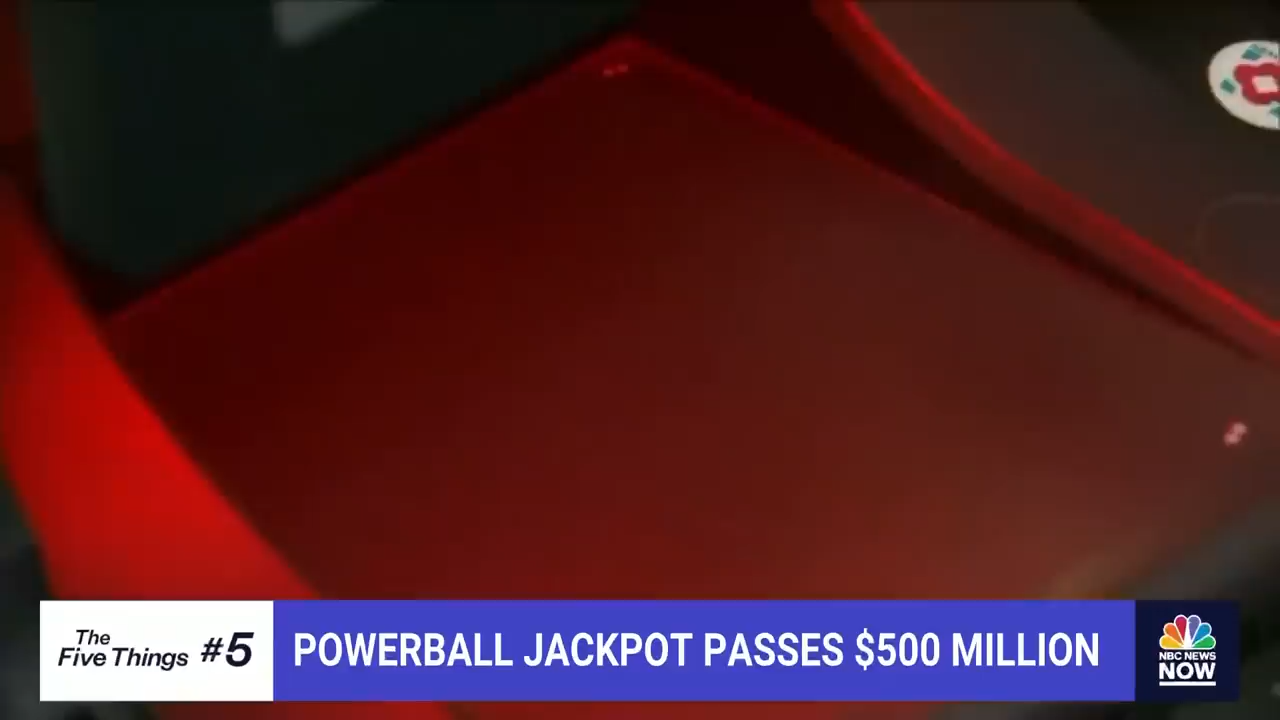 The
Five Things
#5
POWERBALL JACKPOT PASSES $500 MILLION
NBC NEWS
NOW